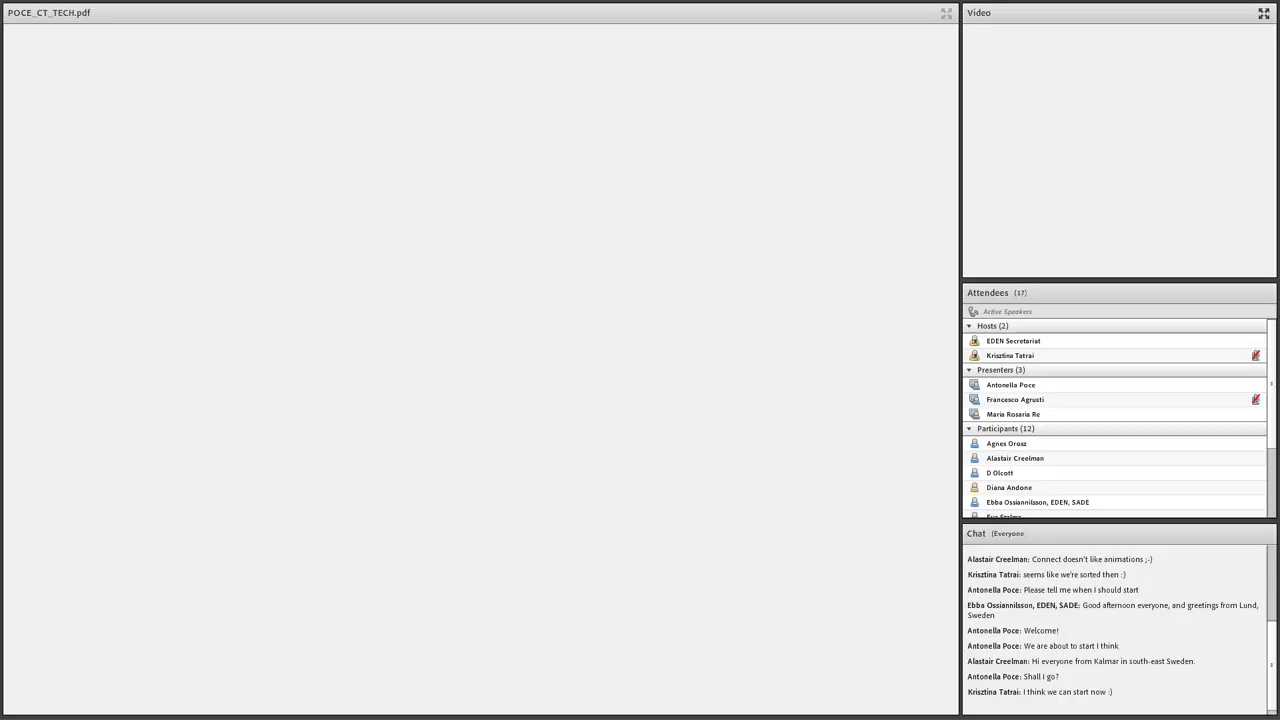 POCE_CT_TECH.pdf
Video
Attendees (17)
Active Speakers
Hosts (2)
EDEN Secretariat
Krisztina Tatrai
Presenters (3)
Antonella Poce
Francesco Agrusti
Maria Rosaria Re
Participants (12)
Agnes Orosz
Alastair Creelman
D Olcott
Diana Andone
Ebba Ossiannilsson, EDEN, SADE
Chat (Everyone
Alastair Creelman: Connect doesn't like animations ;-)
Krisztina Tatrai: seems like we're sorted then :)
Antonella Poce: Please tell me when I should start
Ebba Ossiannilsson, EDEN, SADE: Good afternoon everyone, and greetings from Lund,
Sweden
Antonella Poce: Welcome!
Antonella Poce: We are about to start I think
Alastair Creelman: Hi everyone from Kalmar in south-east Sweden.
Antonella Poce: Shall I go?
Krisztina Tatrai: I think we can start now :)